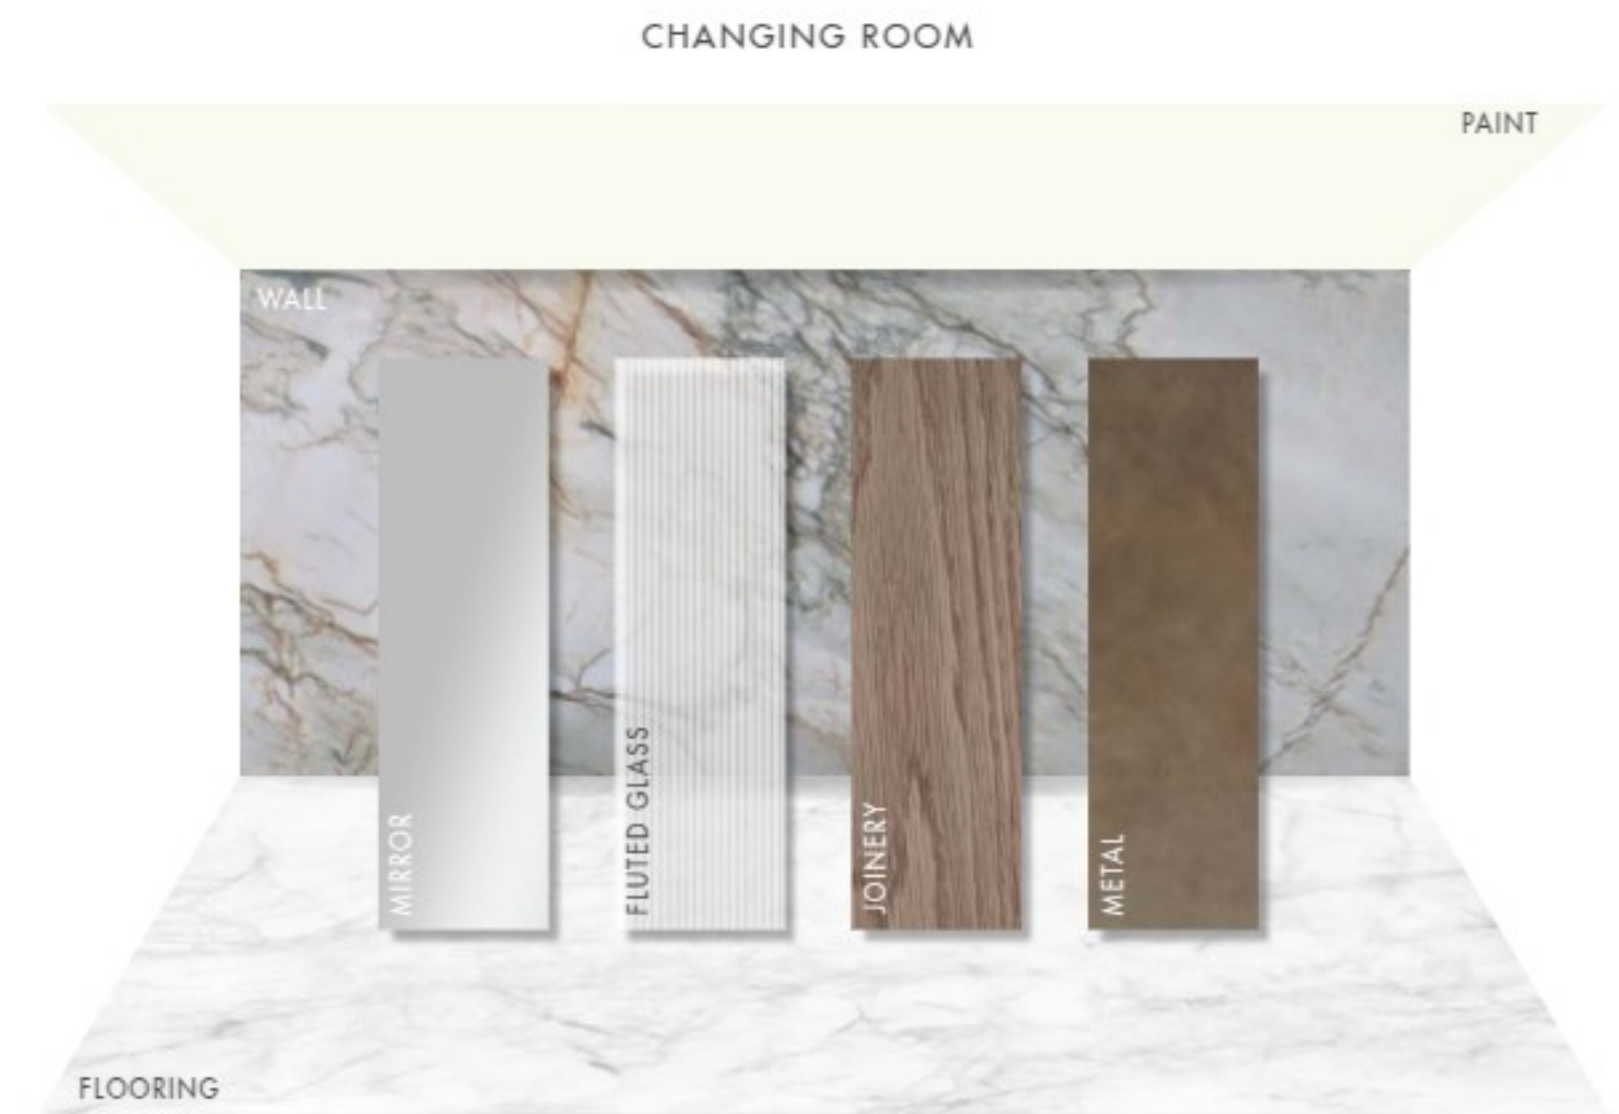 CHANGING ROOM
PAINT
WALL
MIRROR
FLUTED GLASS
JOINERY
METAL
FLOORING